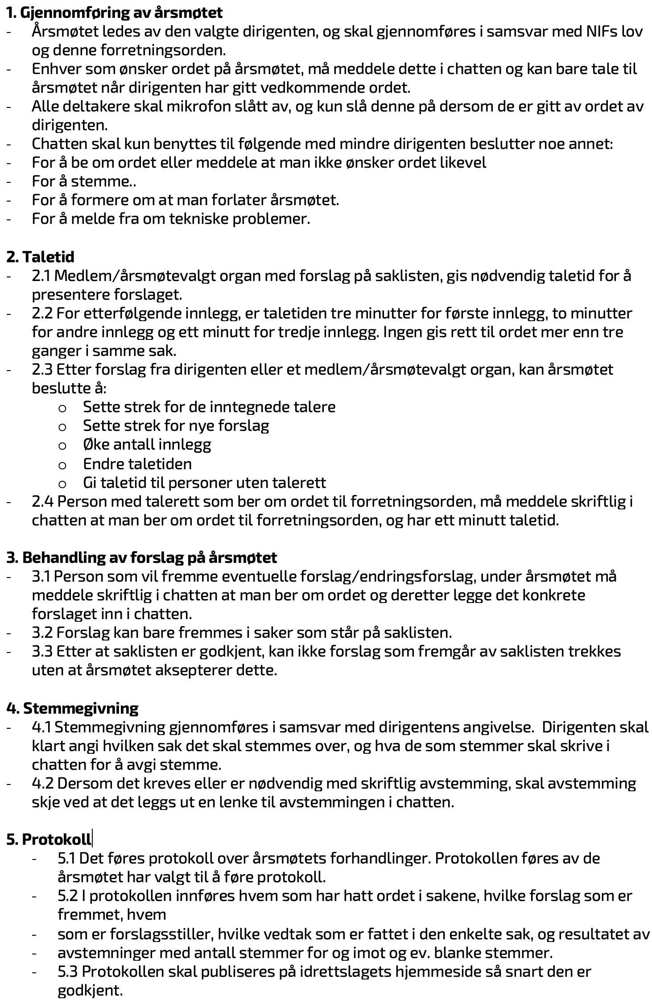 1. Gjennomføring av årsmøtet
- Årsmøtet ledes av den valgte dirigenten, og skal gjennomføres i samsvar med NIFs lov
og denne forretningsorden.
- Enhver som ønsker ordet på årsmøtet, må meddele dette i chatten og kan bare tale til
årsmøtet når dirigenten har gitt vedkommende ordet.
- Alle deltakere skal mikrofon slått av, og kun slå denne på dersom de er gitt av ordet av
dirigenten.
- Chatten skal kun benyttes til følgende med mindre dirigenten beslutter noe annet:
- For å be om ordet eller meddele at man ikke ønsker ordet likevel
- For å stemme..
- For å formere om at man forlater årsmøtet.
- For å melde fra om tekniske problemer.
2. Taletid
- 2.1 Medlem/årsmøtevalgt organ med forslag på saklisten, gis nødvendig taletid for å
presentere forslaget.
- 2.2 For etterfølgende innlegg, er taletiden tre minutter for første innlegg, to minutter
for andre innlegg og ett minutt for tredje innlegg. Ingen gis rett til ordet mer enn tre
ganger i samme sak.
- 2.3 Etter forslag fra dirigenten eller et medlem/årsmøtevalgt organ, kan årsmøtet
beslutte å:
o Sette strek for de inntegnede talere
o Sette strek for nye forslag
o Øke antall innlegg
o Endre taletiden
o Gi taletid til personer uten talerett
- 2.4 Person med talerett som ber om ordet til forretningsorden, må meddele skriftlig i
chatten at man ber om ordet til forretningsorden, og har ett minutt taletid.
3. Behandling av forslag på årsmøtet
- 3.1 Person som vil fremme eventuelle forslag/endringsforslag, under årsmøtet må
meddele skriftlig i chatten at man ber om ordet og deretter legge det konkrete
forslaget inn i chatten.
- 3.2 Forslag kan bare fremmes i saker som står på saklisten.
- 3.3 Etter at saklisten er godkjent, kan ikke forslag som fremgår av saklisten trekkes
uten at årsmøtet aksepterer dette.
4. Stemmegivning
- 4.1 Stemmegivning gjennomføres i samsvar med dirigentens angivelse.  Dirigenten skal
klart angi hvilken sak det skal stemmes over, og hva de som stemmer skal skrive i
chatten for å avgi stemme.
- 4.2 Dersom det kreves eller er nødvendig med skriftlig avstemming, skal avstemming
skje ved at det leggs ut en lenke til avstemmingen i chatten.
5. Protokoll
- 5.1 Det føres protokoll over årsmøtets forhandlinger. Protokollen føres av de
årsmøtet har valgt til å føre protokoll.
- 5.2 I protokollen innføres hvem som har hatt ordet i sakene, hvilke forslag som er
fremmet, hvem
- som er forslagsstiller, hvilke vedtak som er fattet i den enkelte sak, og resultatet av
- avstemninger med antall stemmer for og imot og ev. blanke stemmer.
- 5.3 Protokollen skal publiseres på idrettslagets hjemmeside så snart den er
godkjent.